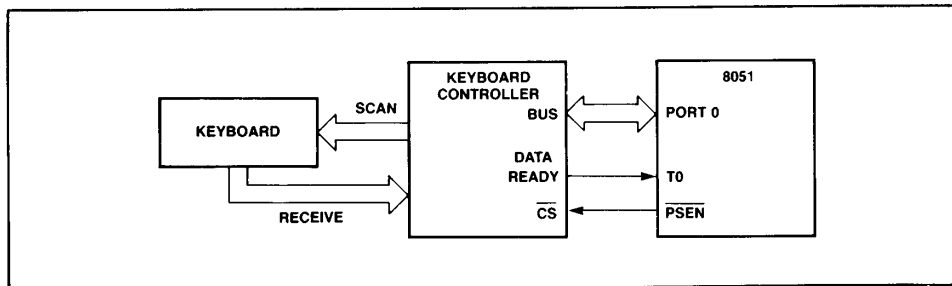 KEYBOARD
SCAN
RECEIVE
KEYBOARD
CONTROLLER
BUS
DATA
READY
CS
8051
PORT 0
T0
PSEN